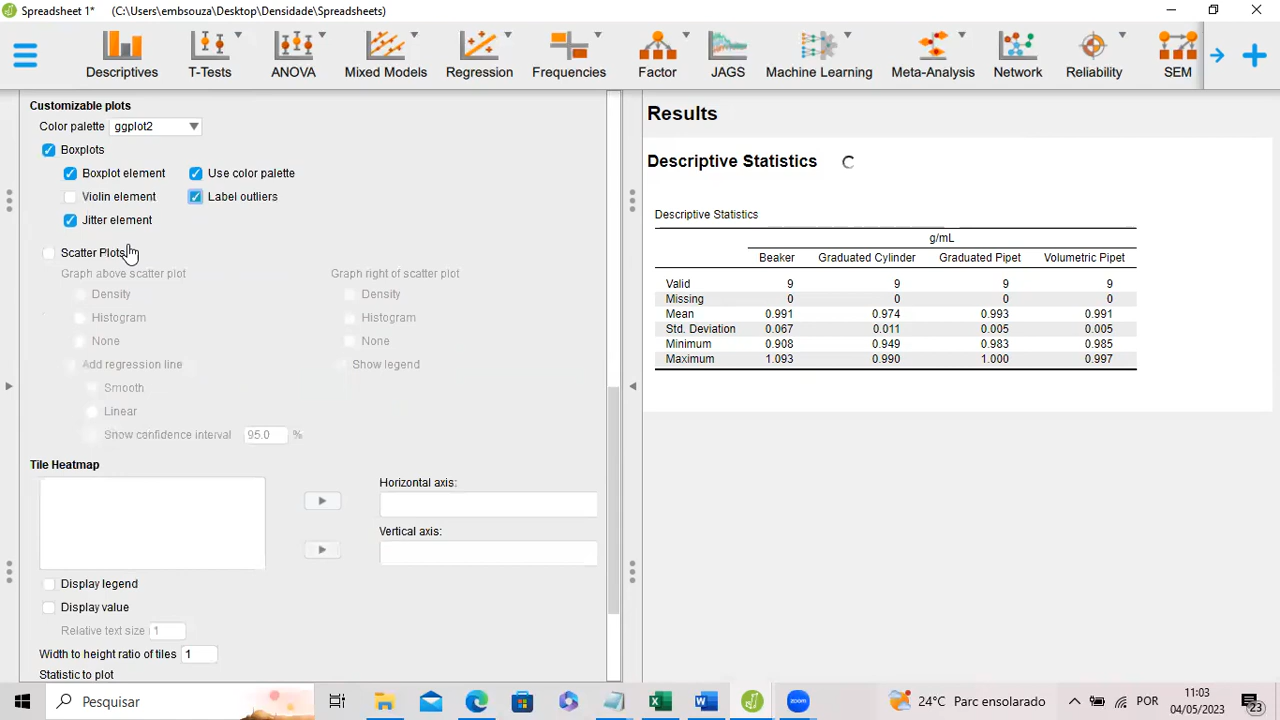 Spreadsheet 1* (C:\Users\embsouza\Desktop\Densidade\Spreadsheets)
Descriptives T-Tests ANOVA Mixed Models Regression Frequencies Factor JAGS Machine Learning Meta-Analysis Network Reliability SEM
Customizable plots
Color palette ggplot2
Boxplots
Boxplot element Use color palette
Violin element Label outliers
Jitter element
Scatter Plots
Graph above scatter plot Graph right of scatter plot
Density Density
Histogram Histogram
None None
Add regression line Show legend
Smooth
Linear
Show confidence interval 95.0 %
Tile Heatmap
Horizontal axis:
Vertical axis:
Display legend
Display value
Relative text size 1
Width to height ratio of tiles 1
Statistic to plot
Results
Descriptive Statistics
Descriptive Statistics
g/mL
Beaker Graduated Cylinder Graduated Pipet Volumetric Pipet
Valid 9 9 9 9
Missing 0 0 0 0
Mean 0.991 0.974 0.993 0.991
Std. Deviation 0.067 0.011 0.005 0.005
Minimum 0.908 0.949 0.983 0.985
Maximum 1.093 0.990 1.000 0.997
Pesquisar
zoom
24°C Parc ensolarado
POR
11:03
04/05/2023
23